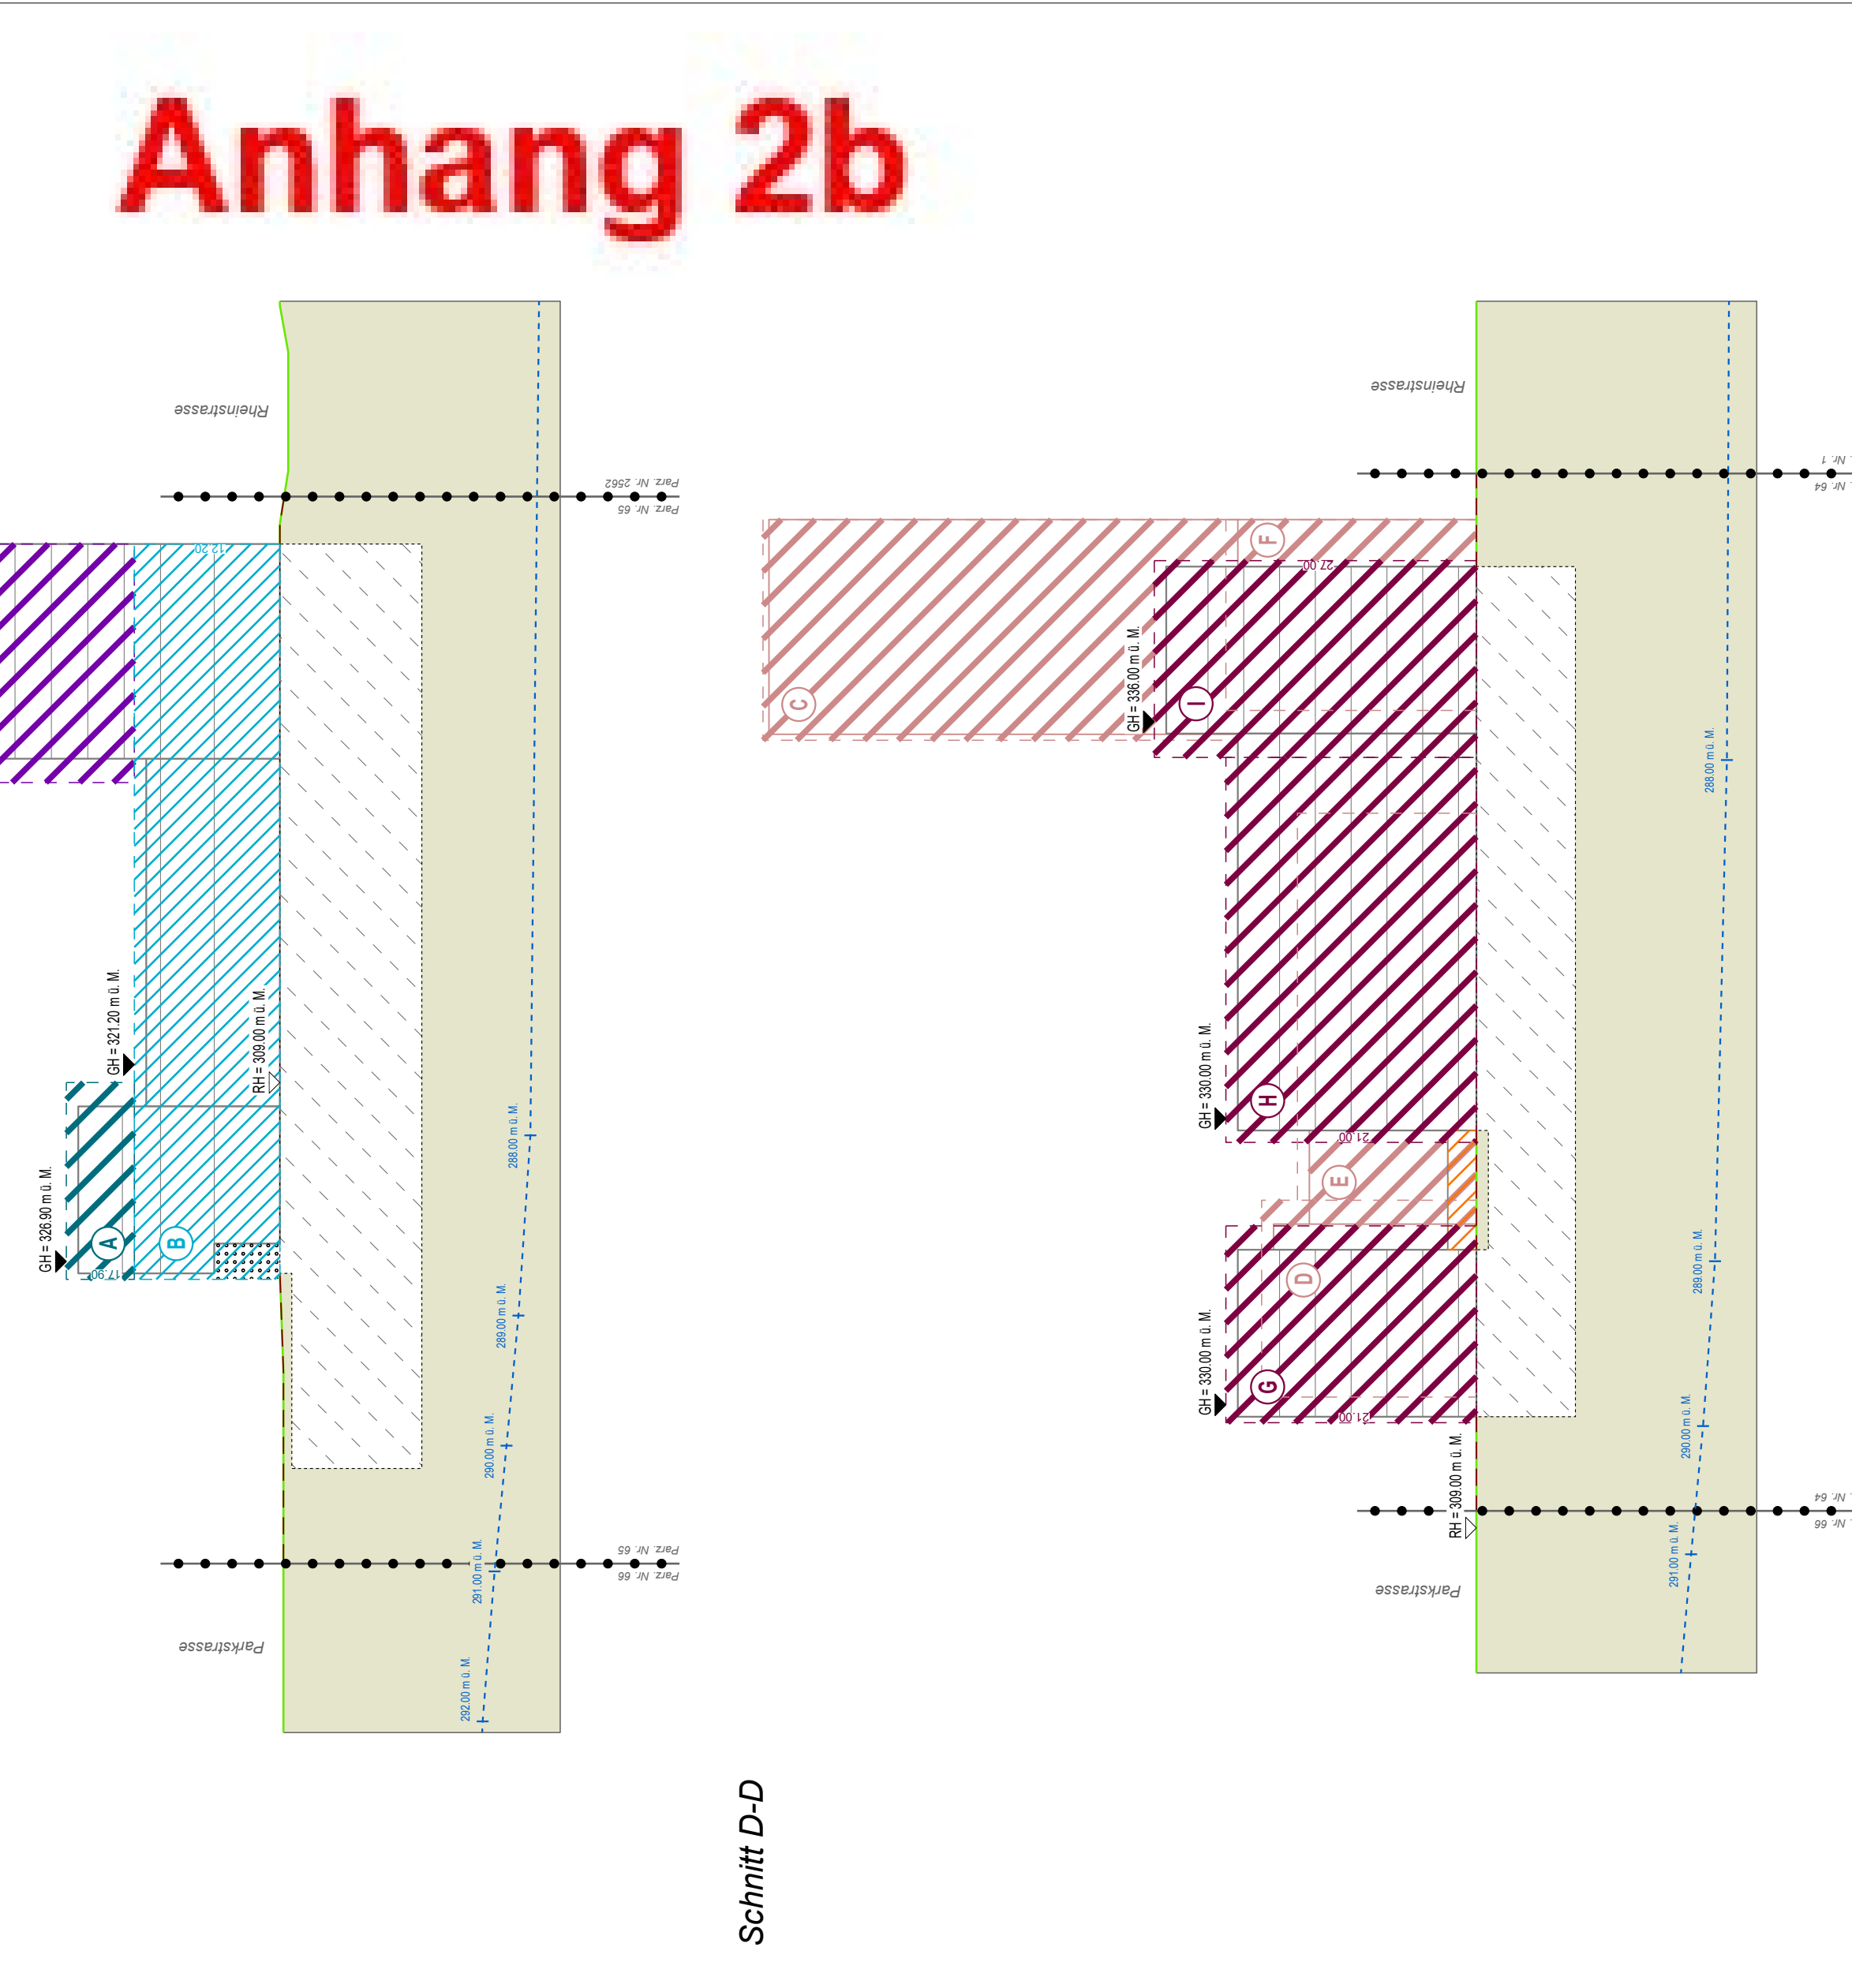 Anhang 2b
Rheinstrasse
Parz. Nr. 2562
Parz. Nr. 65
12.20
GH = 321.20 m ü. M.
RH = 309.00 m ü. M.
GH = 326.90 m ü. M.
A
B
17.90
288.00 m ü. M.
289.00 m ü. M.
290.00 m ü. M.
291.00 m ü. M.
292.00 m ü. M.
Parz. Nr. 65
Parz. Nr. 66
Parkstrasse
Schnitt D-D
Rheinstrasse
. Nr. 1
. Nr. 64
F
27.00
C
GH = 336.00 m ü. M.
I
288.00 m ü. M.
GH = 330.00 m ü. M.
H
21.00
E
D
289.00 m ü. M.
GH = 330.00 m ü. M.
G
21.00
290.00 m ü. M.
RH = 309.00 m ü. M.
. Nr. 64
. Nr. 66
291.00 m ü. M.
Parkstrasse